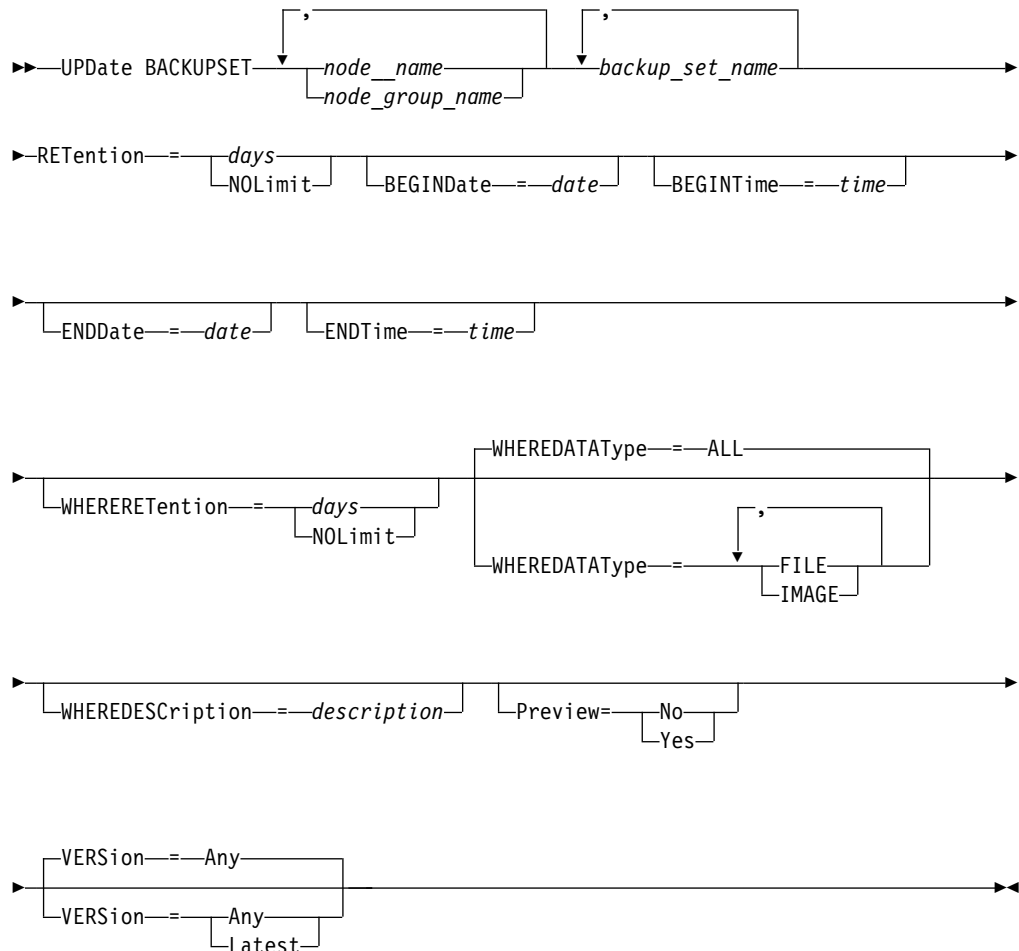 , ,
UPDate BACKUPSET node__name backup_set_name
node_group_name
RETention = days BEGINDate = date BEGINTime = time
NOLimit
ENDDate = date ENDTime = time
WHEREDATAType = ALL
WHERERETention = days
NOLimit
,
WHEREDATAType = FILE
IMAGE
WHEREDESCription = description Preview= No
Yes
VERSion = Any
VERSion = Any
Latest